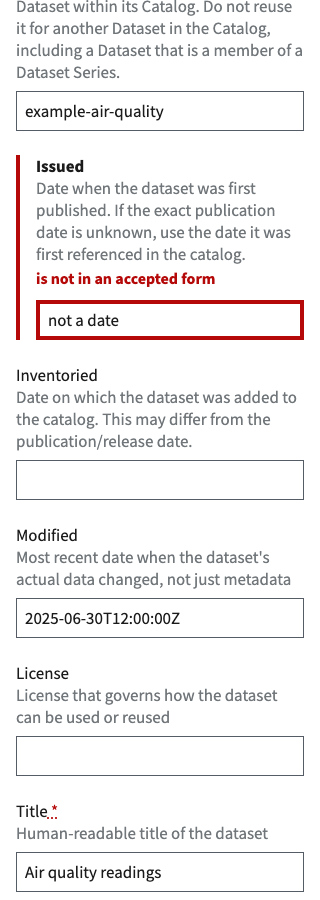 Dataset within its Catalog. Do not reuse
it for another Dataset in the Catalog,
including a Dataset that is a member of a
Dataset Series.
example-air-quality
Issued
Date when the dataset was first
published. If the exact publication
date is unknown, use the date it was
first referenced in the catalog.
is not in an accepted form
not a date
Inventoried
Date on which the dataset was added to
the catalog. This may differ from the
publication/release date.
Modified
Most recent date when the dataset's
actual data changed, not just metadata
2025-06-30T12:00:00Z
License
License that governs how the dataset
can be used or reused
Title *
Human-readable title of the dataset
Air quality readings